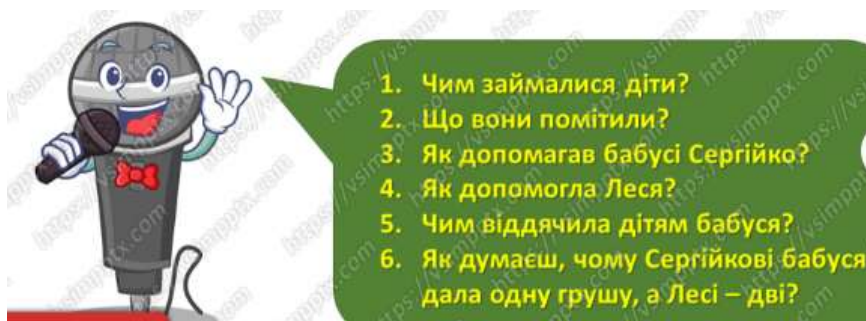 1. Чим займалися діти?
2. Що вони помітили?
3. Як допомагав бабусі Сергійко?
4. Як допомогла Леся?
5. Чим віддячила дітям бабуся?
6. Як думаєш, чому Сергійкові бабуся
дала одну грушу, а Лесі – дві?